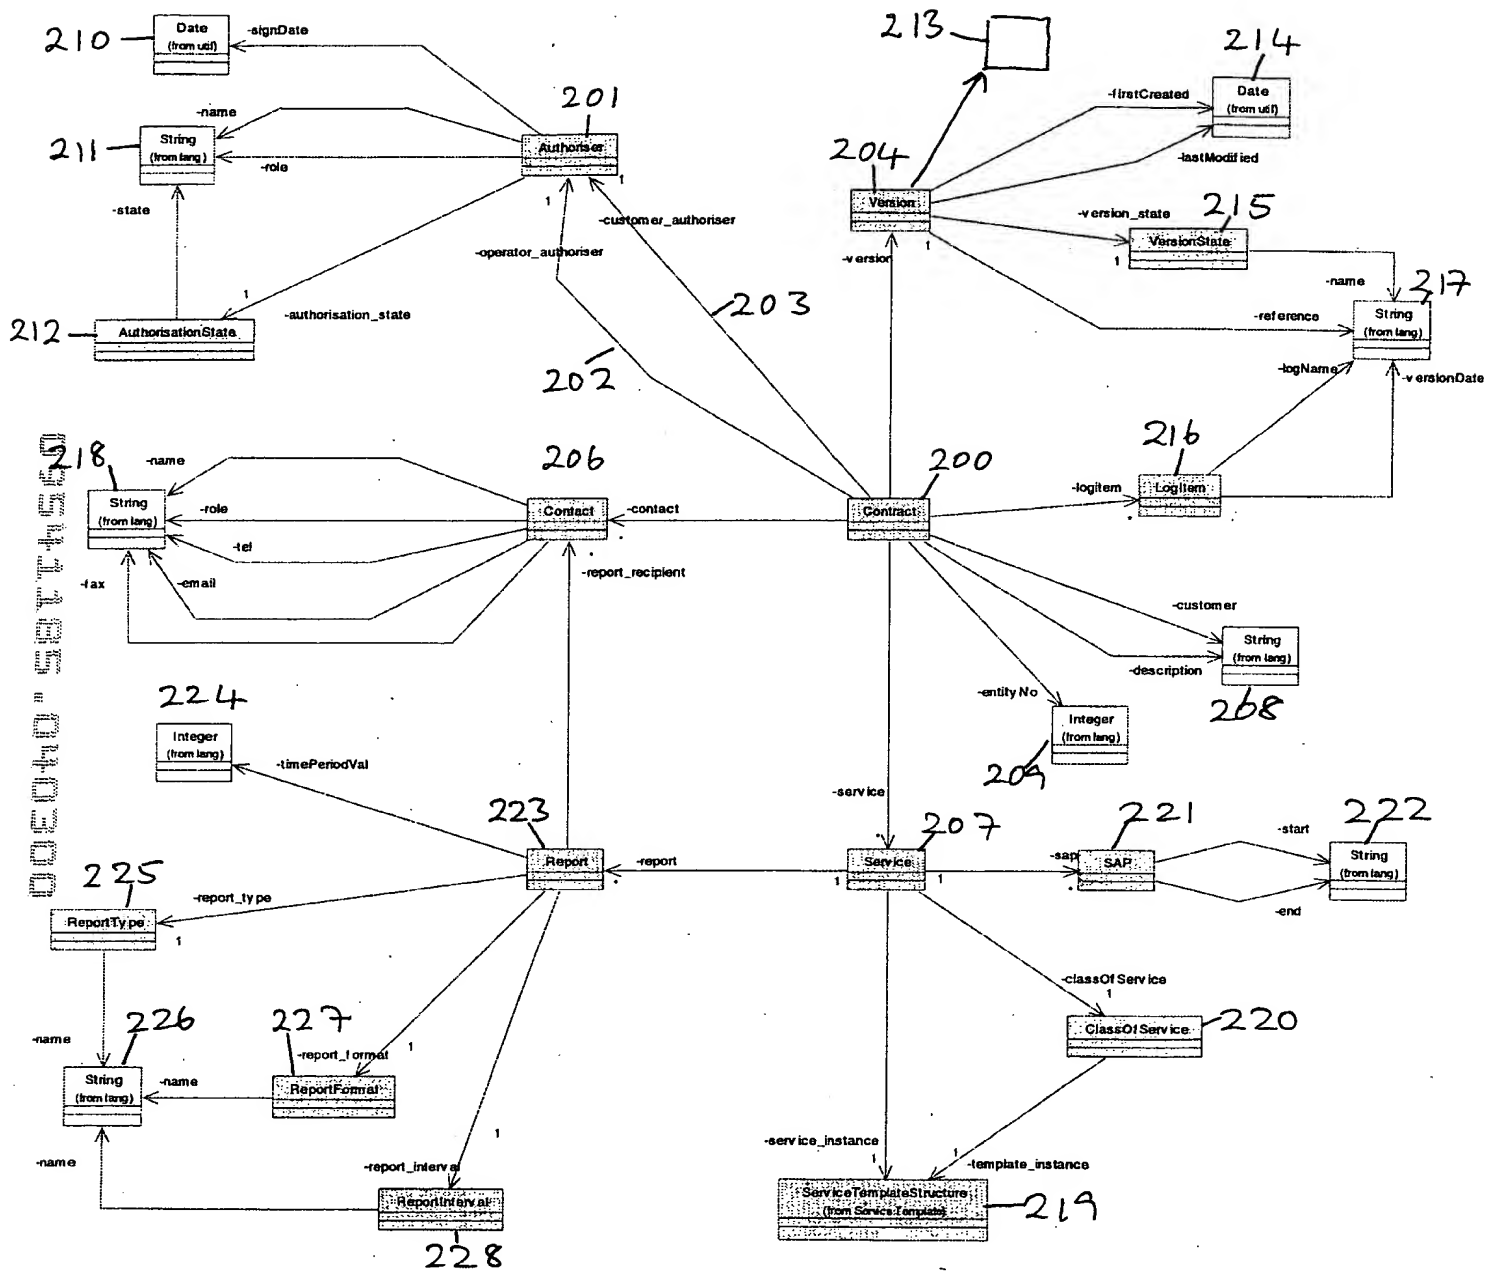 210
Date
(from util)
-signDate
213
214
Date
(from util)
-firstCreated
-lastModified
-name
201
Authoriser
211
String
(from lang)
-role
204
Version
-version_state
215
VersionState
1
1
-state
1
1
-customer_authoriser
-operator_authoriser
-version
-name
217
String
(from lang)
-reference
203
1
-authorisation_state
212
AuthorisationState
202
-logName
-versionDate
218
String
(from lang)
-name
-role
-tel
-email
-fax
206
Contact
-contact
200
Contract
-logitem
216
LogItem
-report_recipient
-customer
String
(from lang)
208
-description
-entityNo
Integer
(from lang)
209
224
Integer
(from lang)
-timePeriodVal
-service
223
Report
-report
1
207
Service
1
-sap
221
SAP
-start
222
String
(from lang)
-end
225
ReportType
-report_type
1
-classOfService
1
ClassOfService
220
-name
226
String
(from lang)
-name
227
-report_format
1
ReportFormat
-name
1
-report_interval
ReportInterval
228
-service_instance
1
1
-template_instance
ServiceTemplateStructure
(from ServiceTemplate)
219
09541185.040300